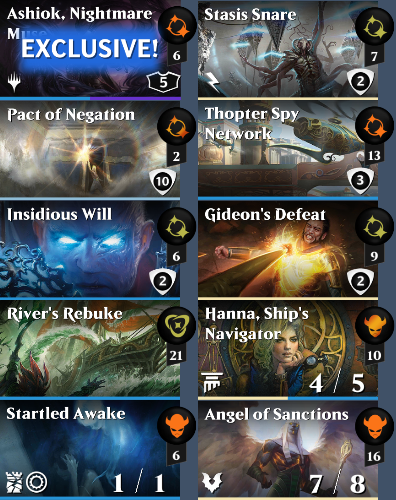 Ashiok, Nightmare
Muse
EXCLUSIVE!
6
5
Stasis Snare
7
2
Pact of Negation
2
10
Thopter Spy
Network
13
3
Insidious Will
6
2
Gideon's Defeat
9
2
River's Rebuke
21
Hanna, Ship's
Navigator
10
4 / 5
Startled Awake
6
1 / 1
Angel of Sanctions
16
7 / 8